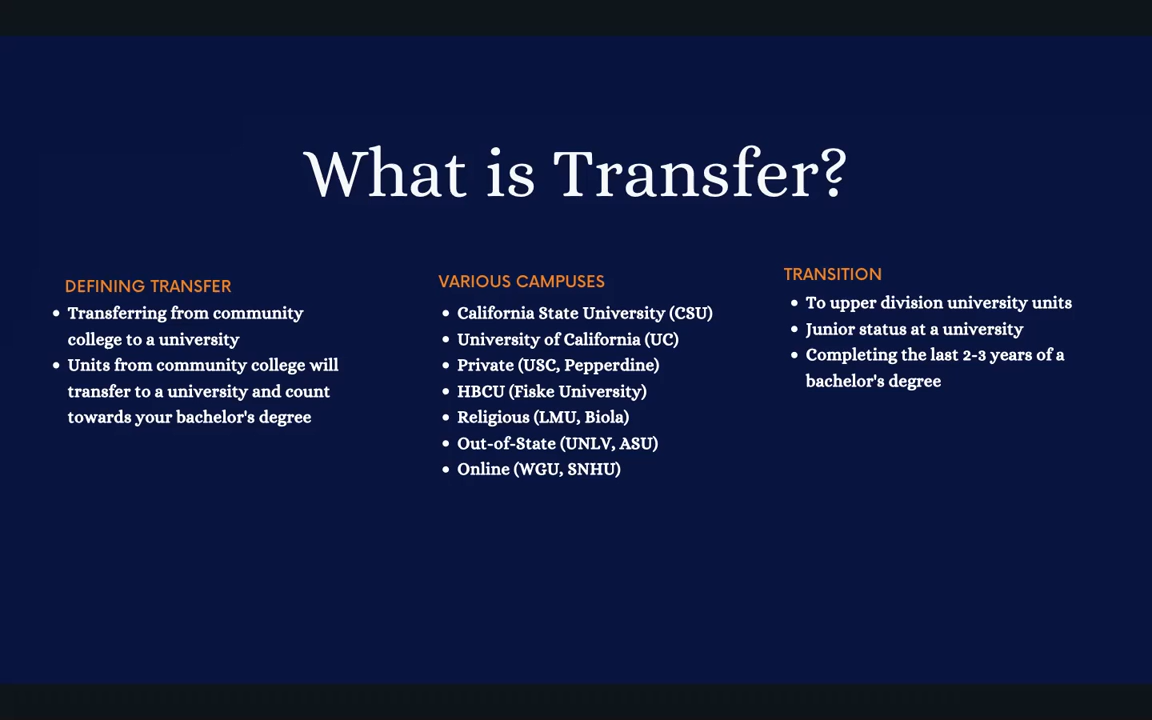 What is Transfer?
DEFINING TRANSFER
• Transferring from community
college to a university
• Units from community college will
transfer to a university and count
towards your bachelor's degree
VARIOUS CAMPUSES
• California State University (CSU)
• University of California (UC)
• Private (USC, Pepperdine)
• HBCU (Fiske University)
• Religious (LMU, Biola)
• Out-of-State (UNLV, ASU)
• Online (WGU, SNHU)
TRANSITION
• To upper division university units
• Junior status at a university
• Completing the last 2-3 years of a
bachelor's degree